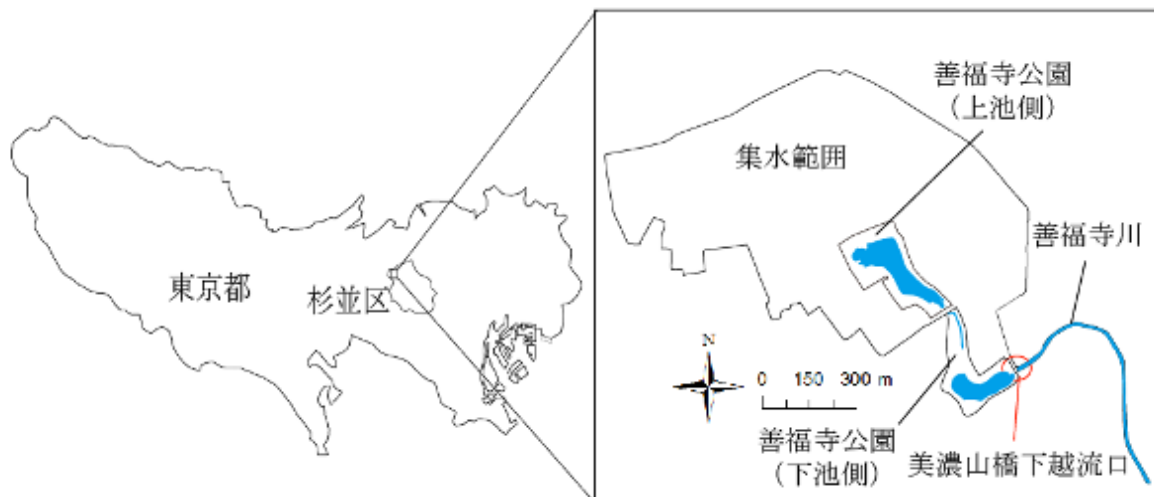 東京都
杉並区
善福寺公園
（上池側）
集水範囲
善福寺川
N
0 150 300 m
善福寺公園
（下池側）
美濃山橋下越流口